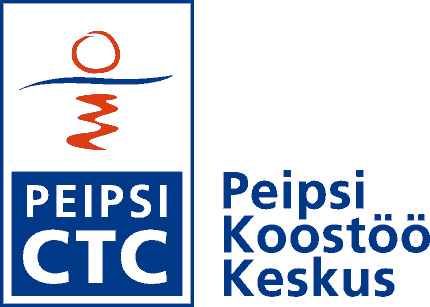 PEIPSI
CTC
Peipsi
Koostöö
Keskus